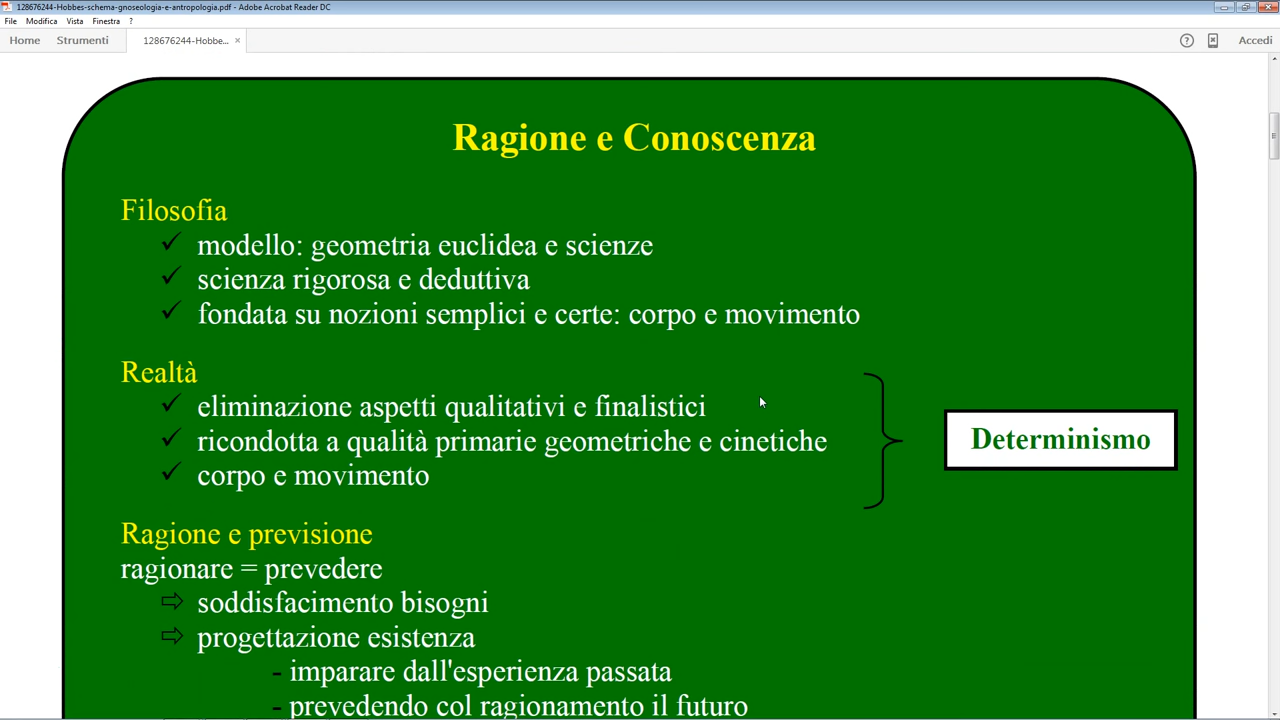 128676244-Hobbes-schema-gnoseologia-e-antropologia.pdf - Adobe Acrobat Reader DC
File Modifica Vista Finestra ?
Home Strumenti 128676244-Hobbe... × Accedi
Ragione e Conoscenza
Filosofia
✓ modello: geometria euclidea e scienze
✓ scienza rigorosa e deduttiva
✓ fondata su nozioni semplici e certe: corpo e movimento
Realtà
✓ eliminazione aspetti qualitativi e finalistici
✓ ricondotta a qualità primarie geometriche e cinetiche
✓ corpo e movimento
Determinismo
Ragione e previsione
ragionare = prevedere
⇨ soddisfacimento bisogni
⇨ progettazione esistenza
- imparare dall'esperienza passata
- prevedendo col ragionamento il futuro